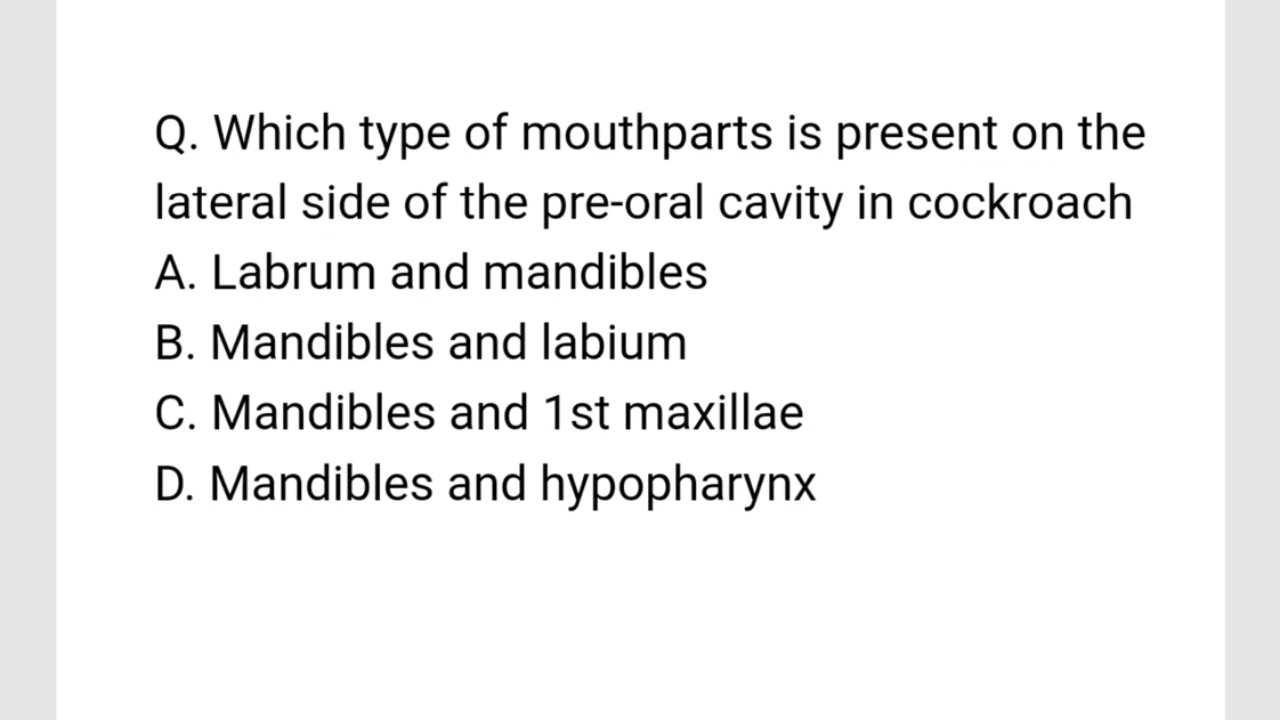 Q. Which type of mouthparts is present on the
lateral side of the pre-oral cavity in cockroach
A. Labrum and mandibles
B. Mandibles and labium
C. Mandibles and 1st maxillae
D. Mandibles and hypopharynx